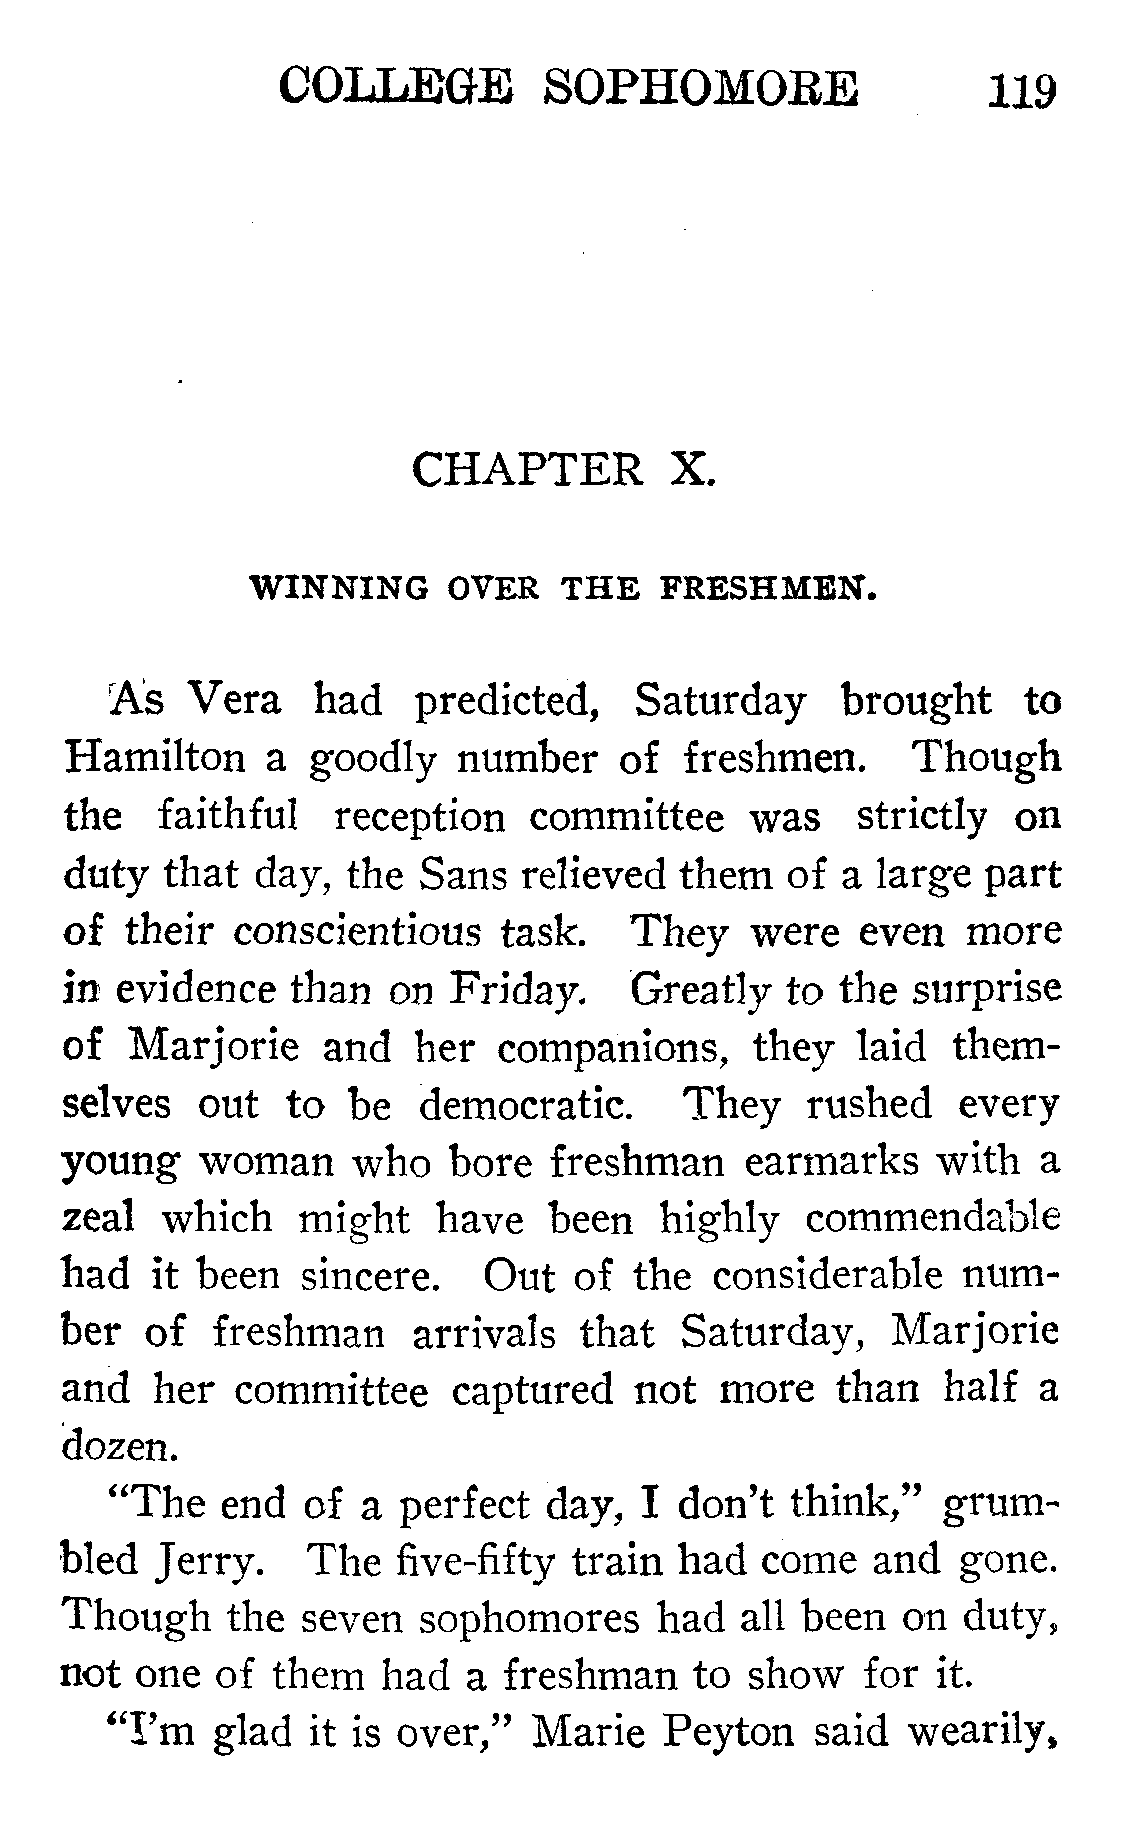 COLLEGE SOPHOMORE 119
CHAPTER X.
WINNING OVER THE FRESHMEN.
As Vera had predicted, Saturday brought to
Hamilton a goodly number of freshmen. Though
the faithful reception committee was strictly on
duty that day, the Sans relieved them of a large part
of their conscientious task. They were even more
in evidence than on Friday. Greatly to the surprise
of Marjorie and her companions, they laid them-
selves out to be democratic. They rushed every
young woman who bore freshman earmarks with a
zeal which might have been highly commendable
had it been sincere. Out of the considerable num-
ber of freshman arrivals that Saturday, Marjorie
and her committee captured not more than half a
dozen.
“The end of a perfect day, I don’t think,” grum-
bled Jerry. The five-fifty train had come and gone.
Though the seven sophomores had all been on duty,
not one of them had a freshman to show for it.
“I’m glad it is over,” Marie Peyton said wearily,